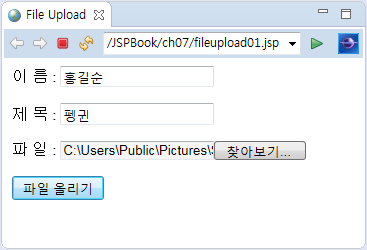 File Upload
/JSPBook/ch07/fileupload01.jsp
이 름 : 홍길순
제 목 : 펭귄
파 일 : C:\Users\Public\Pictures\ 찾아보기...
파일 올리기